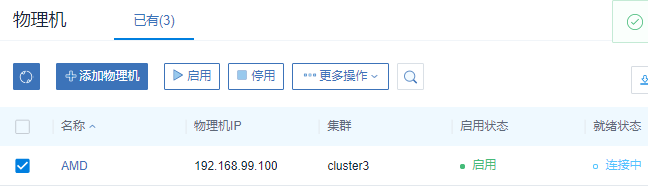 物理机 已有(3)
添加物理机 启用 停用 更多操作
名称 物理机IP 集群 启用状态 就绪状态
AMD 192.168.99.100 cluster3 启用 连接中